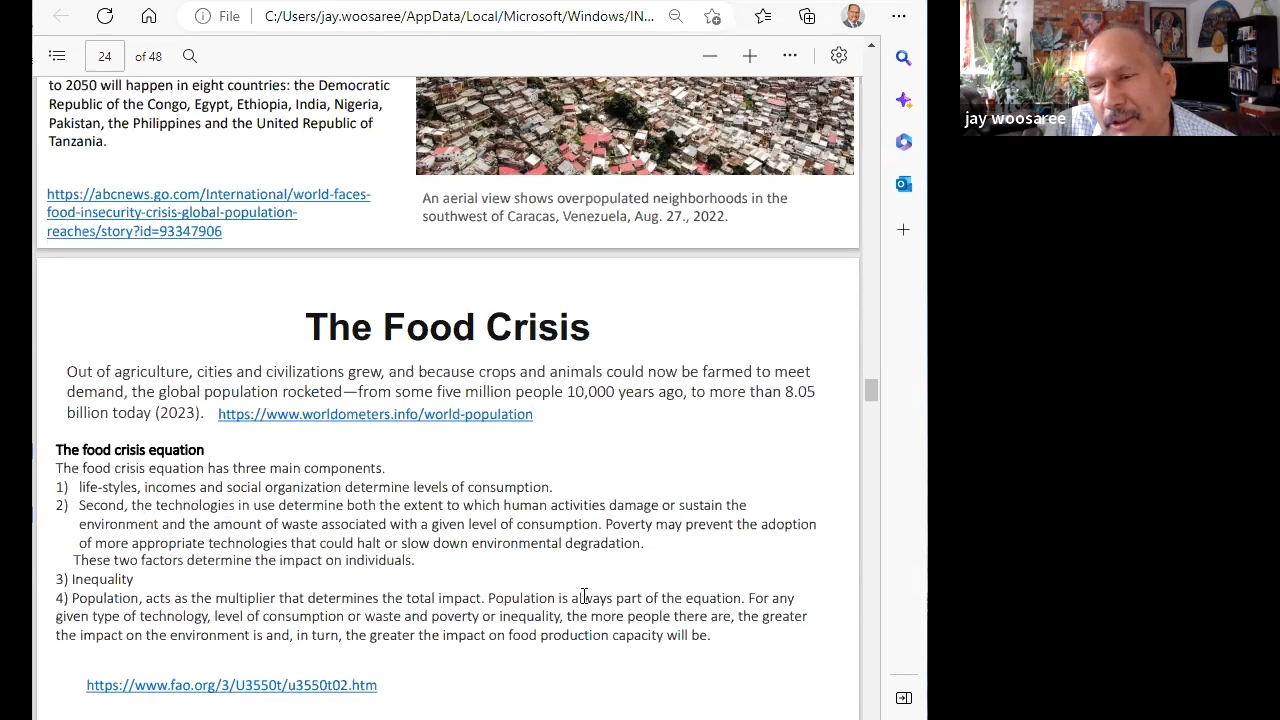 File
C:/Users/jay.woosaree/AppData/Local/Microsoft/Windows/IN...
24
of 48
jay woosaree
to 2050 will happen in eight countries: the Democratic
Republic of the Congo, Egypt, Ethiopia, India, Nigeria,
Pakistan, the Philippines and the United Republic of
Tanzania.
https://abcnews.go.com/International/world-faces-
food-insecurity-crisis-global-population-
reaches/story?id=93347906
An aerial view shows overpopulated neighborhoods in the
southwest of Caracas, Venezuela, Aug. 27., 2022.
The Food Crisis
Out of agriculture, cities and civilizations grew, and because crops and animals could now be farmed to meet
demand, the global population rocketed—from some five million people 10,000 years ago, to more than 8.05
billion today (2023). https://www.worldometers.info/world-population
The food crisis equation
The food crisis equation has three main components.
1) life-styles, incomes and social organization determine levels of consumption.
2) Second, the technologies in use determine both the extent to which human activities damage or sustain the
environment and the amount of waste associated with a given level of consumption. Poverty may prevent the adoption
of more appropriate technologies that could halt or slow down environmental degradation.
These two factors determine the impact on individuals.
3) Inequality
4) Population, acts as the multiplier that determines the total impact. Population is always part of the equation. For any
given type of technology, level of consumption or waste and poverty or inequality, the more people there are, the greater
the impact on the environment is and, in turn, the greater the impact on food production capacity will be.
https://www.fao.org/3/U3550t/u3550t02.htm